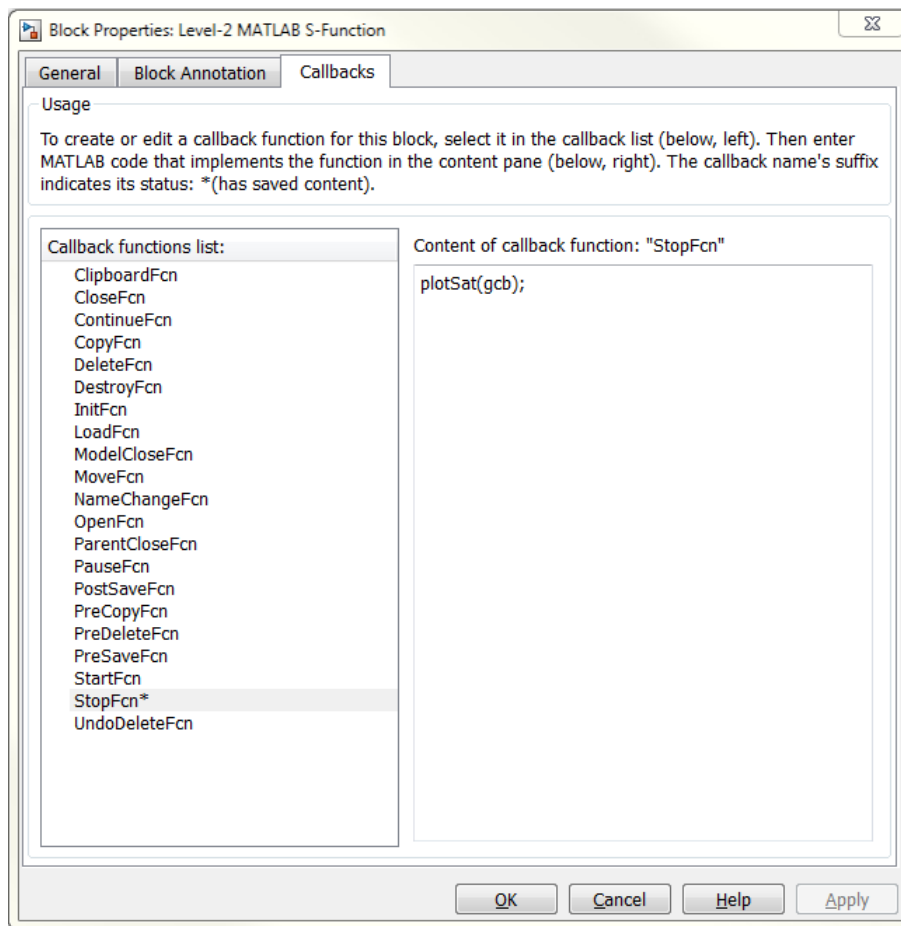 Block Properties: Level-2 MATLAB S-Function
General
Block Annotation
Callbacks
Usage
To create or edit a callback function for this block, select it in the callback list (below, left). Then enter
MATLAB code that implements the function in the content pane (below, right). The callback name's suffix
indicates its status: *(has saved content).
Callback functions list:
ClipboardFcn
CloseFcn
ContinueFcn
CopyFcn
DeleteFcn
DestroyFcn
InitFcn
LoadFcn
ModelCloseFcn
MoveFcn
NameChangeFcn
OpenFcn
ParentCloseFcn
PauseFcn
PostSaveFcn
PreCopyFcn
PreDeleteFcn
PreSaveFcn
StartFcn
StopFcn*
UndoDeleteFcn
Content of callback function: "StopFcn"
plotSat(gcb);
OK
Cancel
Help
Apply